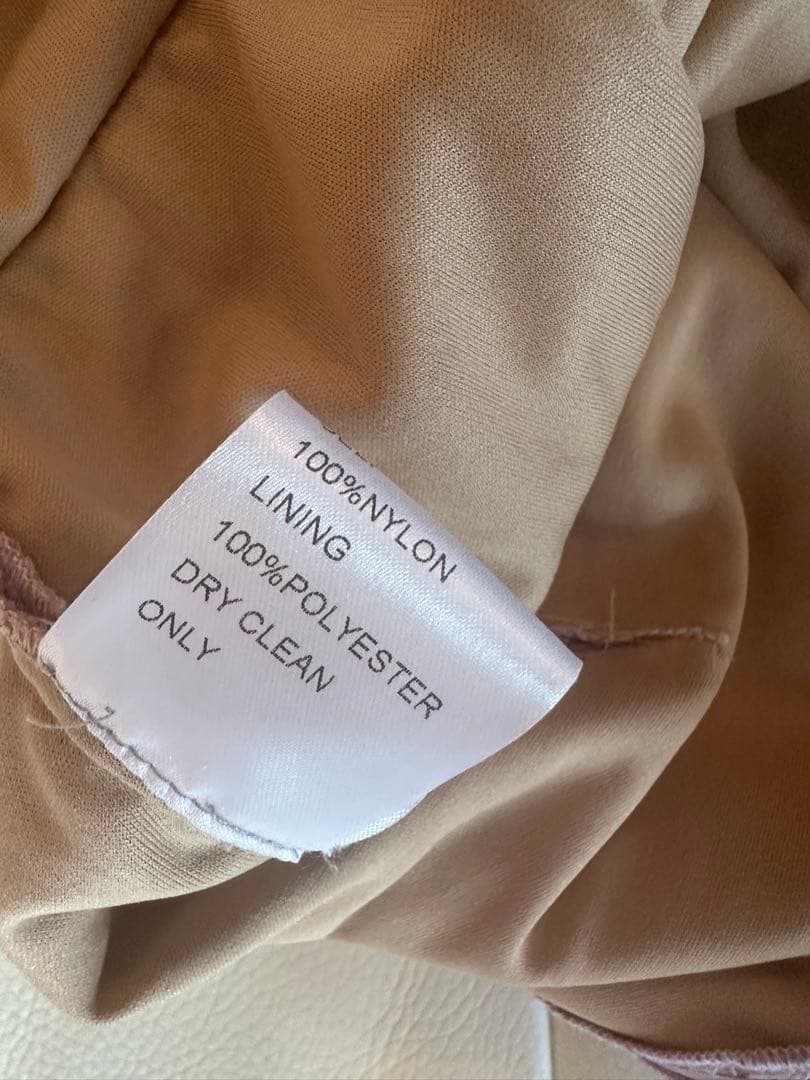 100%NYLON
LINING
100%POLYESTER
DRY CLEAN
ONLY